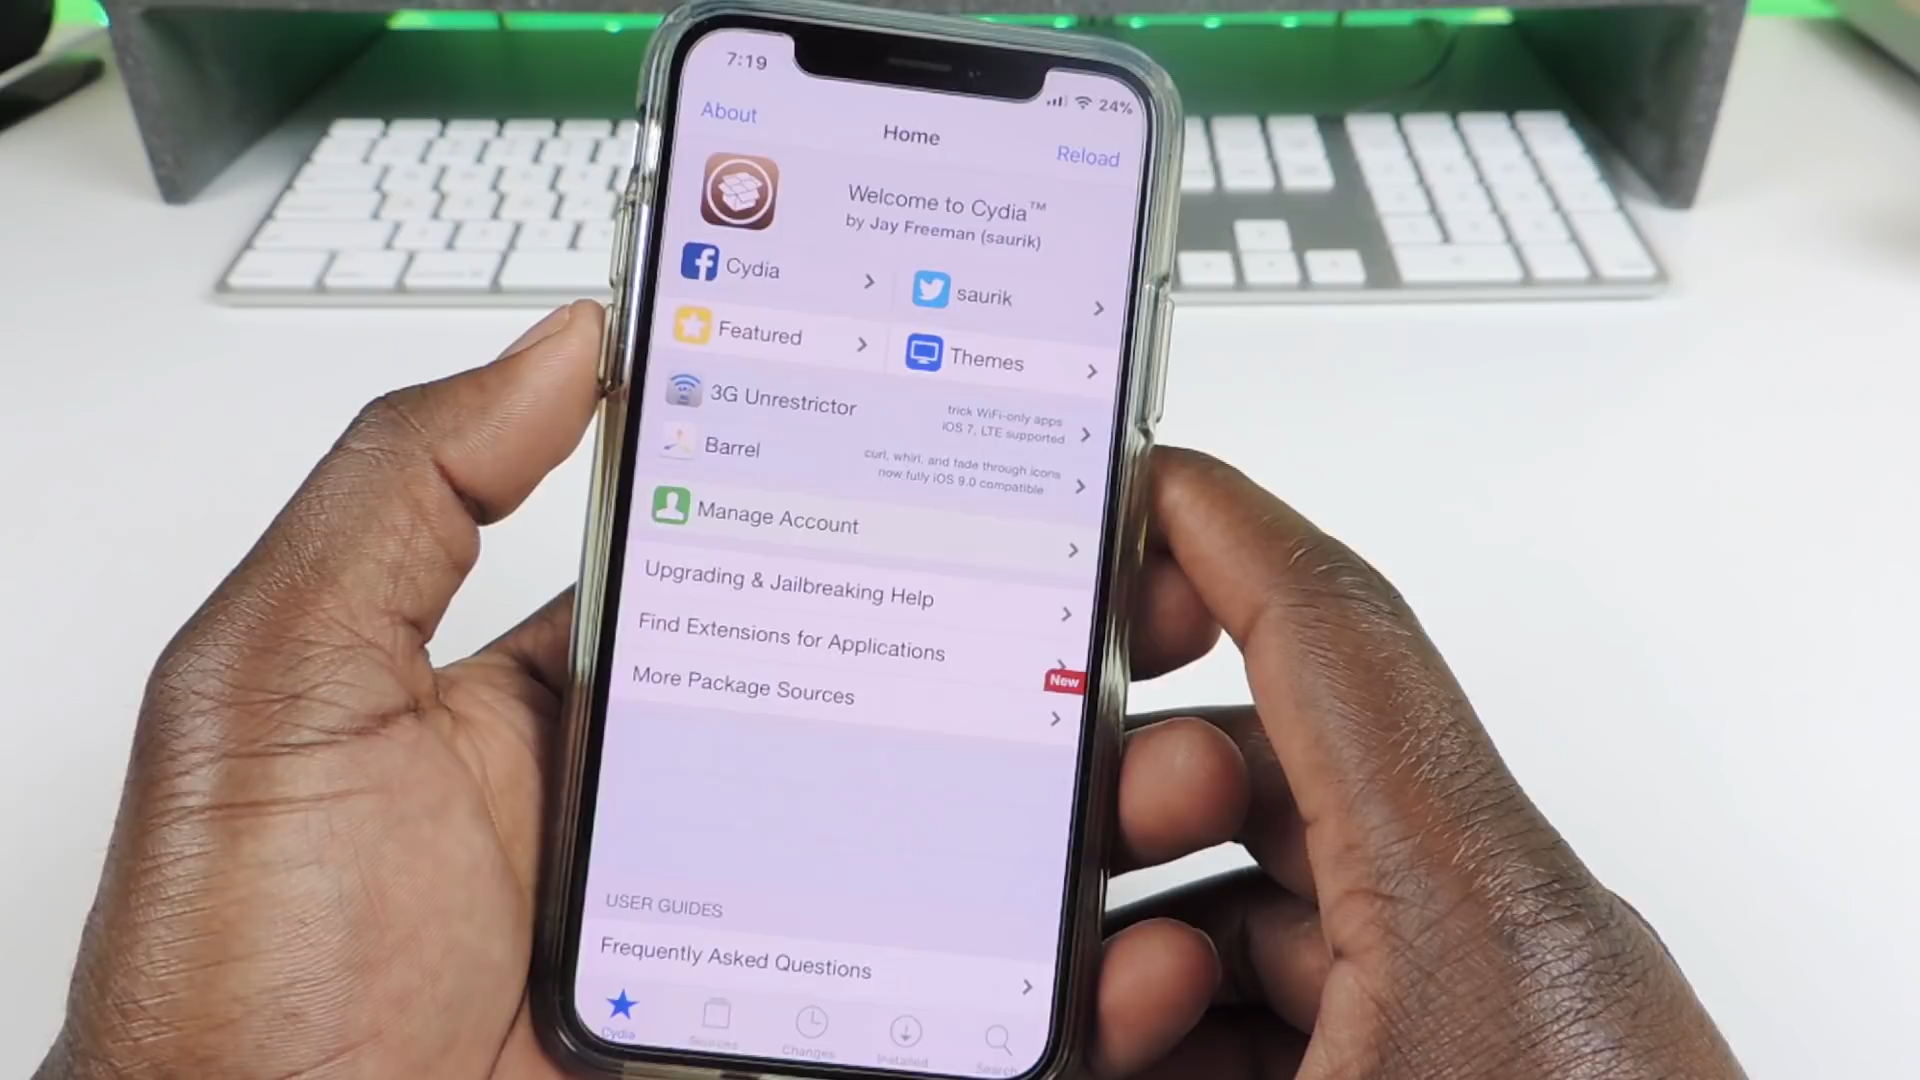 7:19
24%
About
Home
Reload
Welcome to Cydia™
by Jay Freeman (saurik)
Cydia
saurik
Featured
Themes
3G Unrestrictor
trick WiFi-only apps
iOS 7, LTE supported
Barrel
curl, whirl, and fade through icons
now fully iOS 9.0 compatible
Manage Account
Upgrading & Jailbreaking Help
Find Extensions for Applications
New
More Package Sources
USER GUIDES
Frequently Asked Questions
Cydia
Sources
Changes
Installed
Search